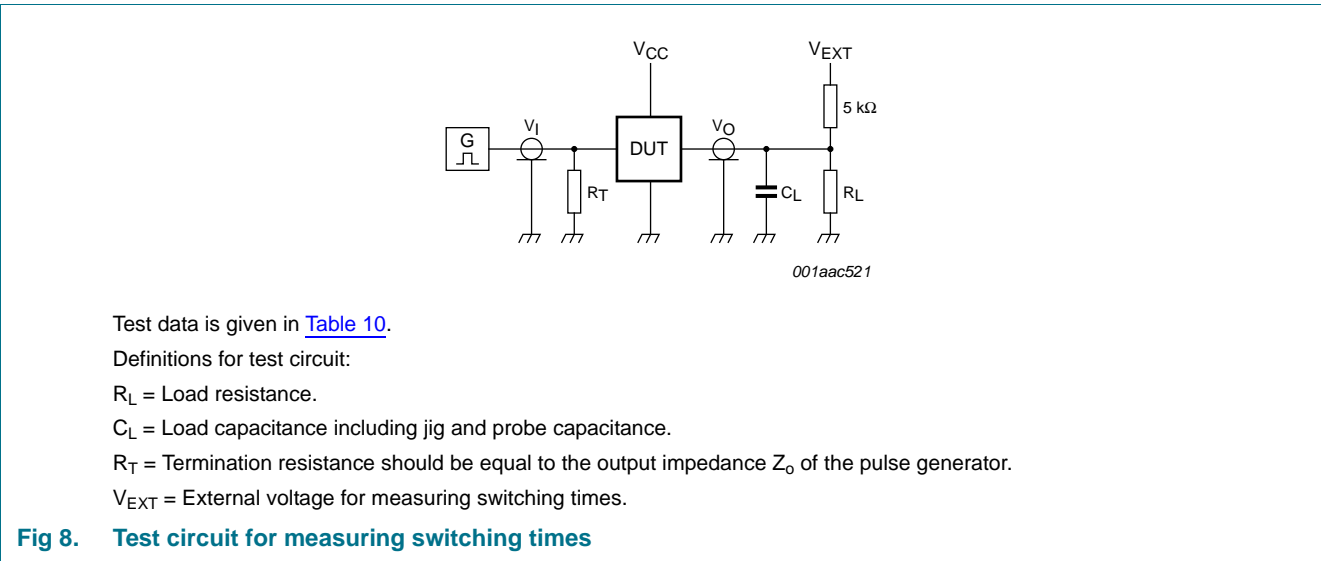 VCC VEXT
5 kΩ
G VI DUT VO
RT CL RL
001aac521
Test data is given in Table 10.
Definitions for test circuit:
RL = Load resistance.
CL = Load capacitance including jig and probe capacitance.
RT = Termination resistance should be equal to the output impedance Zo of the pulse generator.
VEXT = External voltage for measuring switching times.
Fig 8. Test circuit for measuring switching times